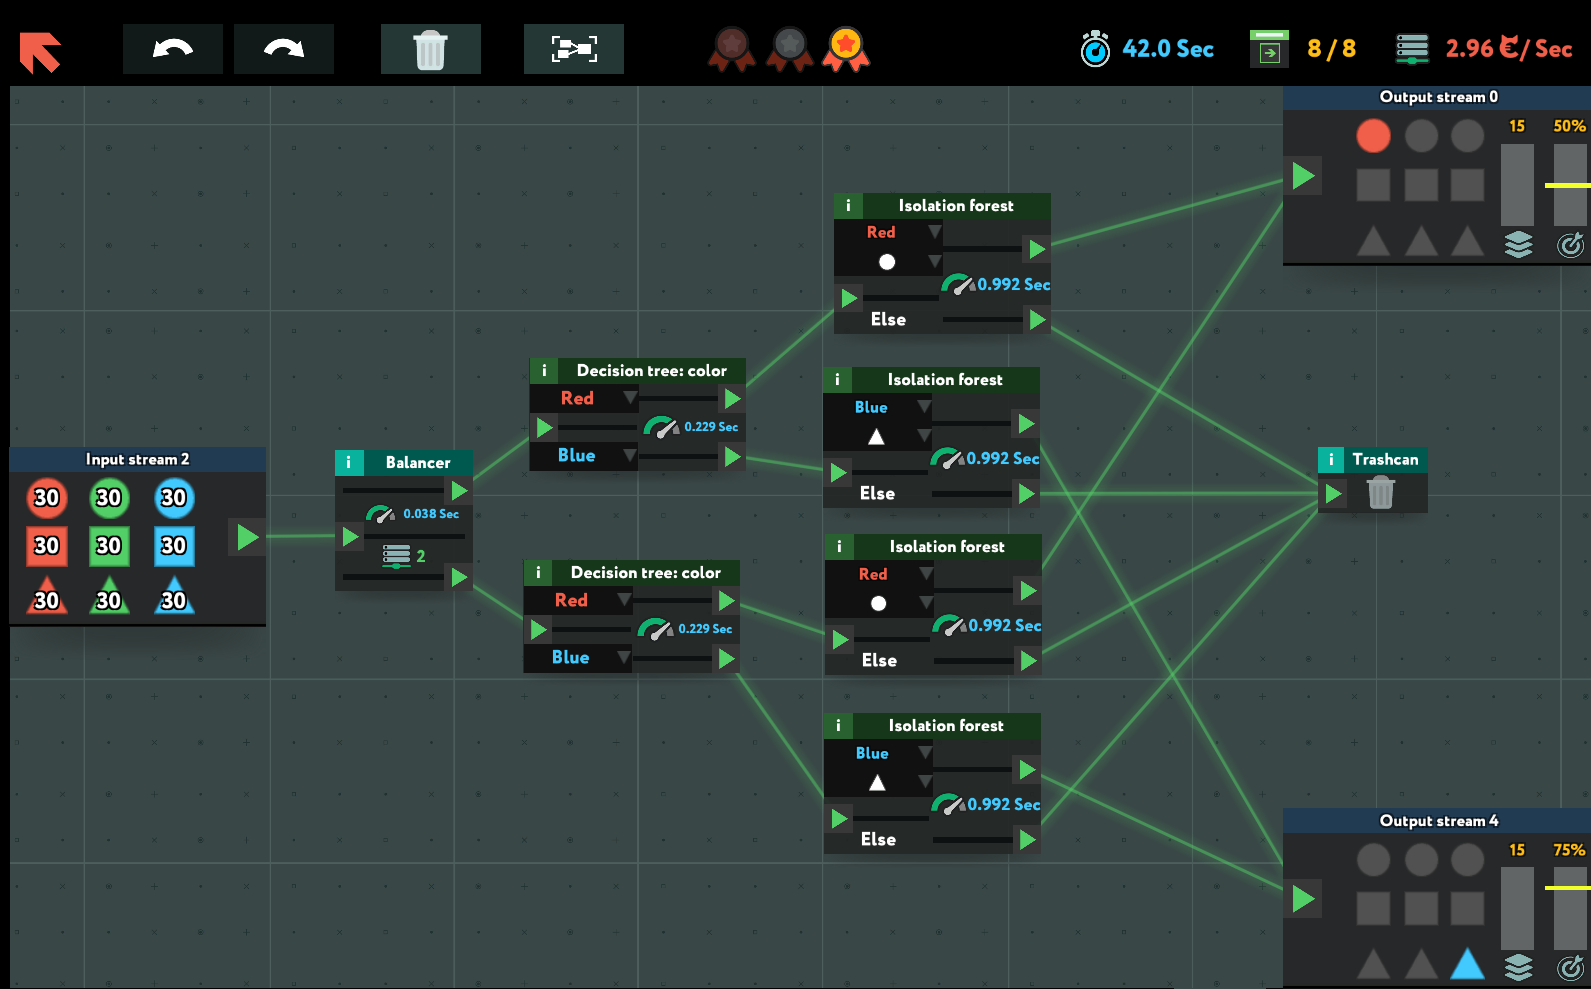 42.0 Sec
8/8
2.96 €/Sec
Output stream 0
15
50%
Isolation forest
Red
0.992 Sec
Else
Decision tree: color
Red
0.229 Sec
Blue
Isolation forest
Blue
0.992 Sec
Else
Input stream 2
30 30 30
30 30 30
30 30 30
Balancer
0.038 Sec
2
Trashcan
Isolation forest
Red
0.992 Sec
Else
Decision tree: color
Red
0.229 Sec
Blue
Isolation forest
Blue
0.992 Sec
Else
Output stream 4
15
75%